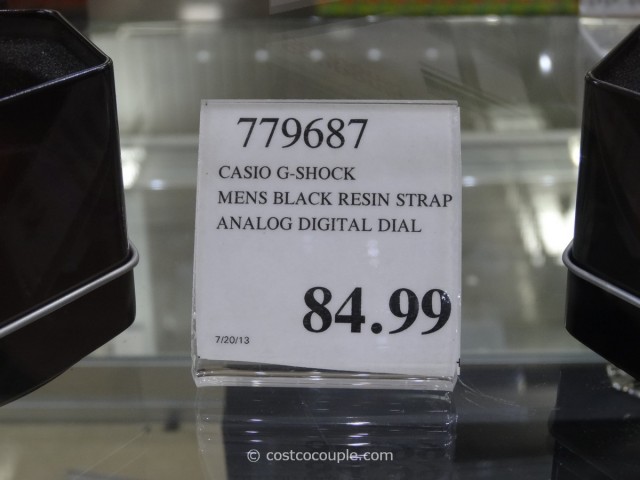 779687
CASIO G-SHOCK
MENS BLACK RESIN STRAP
ANALOG DIGITAL DIAL
84.99
7/20/13
© costcocouple.com